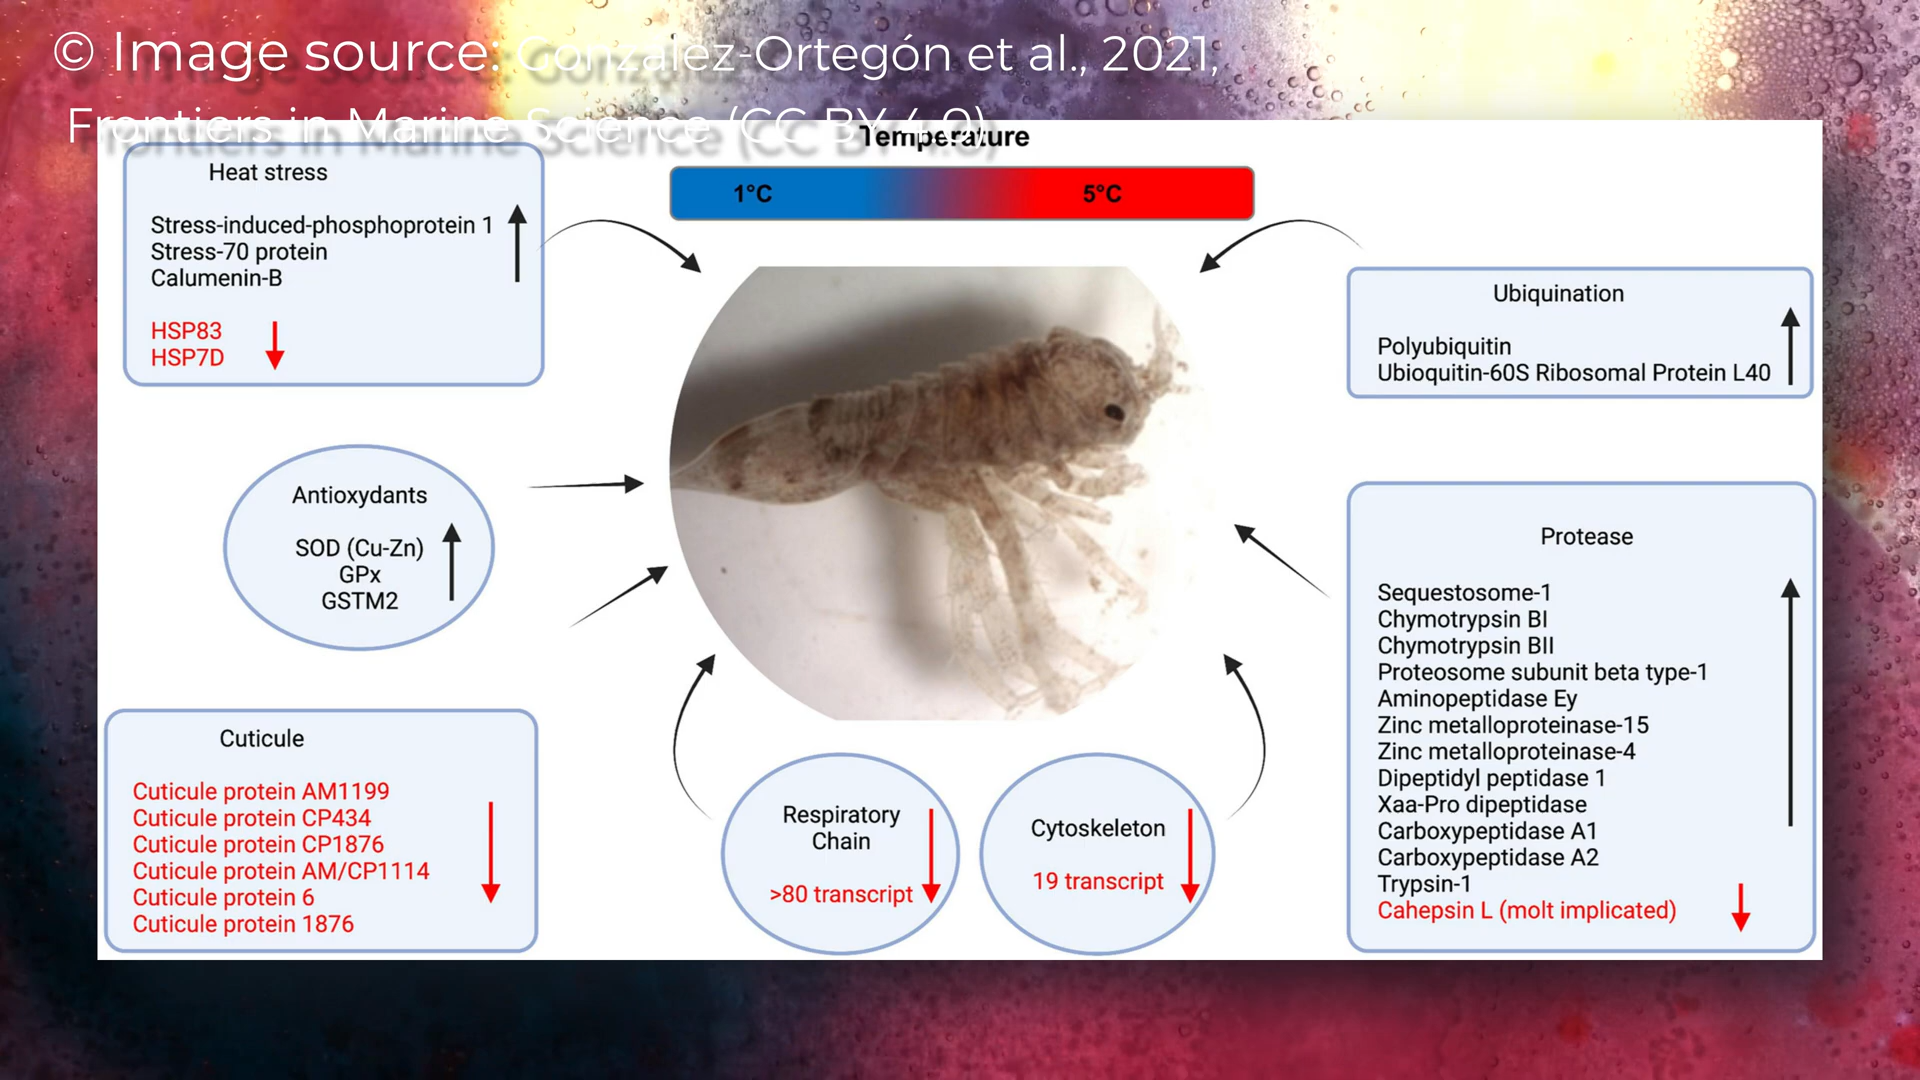 © Image source: González-Ortegón et al., 2021,
Frontiers in Marine Science (CC BY 4.0)
Temperature
1°C
5°C
Heat stress
Stress-induced-phosphoprotein 1
Stress-70 protein
Calumenin-B
HSP83
HSP7D
Ubiquination
Polyubiquitin
Ubioquitin-60S Ribosomal Protein L40
Antioxydants
SOD (Cu-Zn)
GPx
GSTM2
Protease
Sequestosome-1
Chymotrypsin BI
Chymotrypsin BII
Proteosome subunit beta type-1
Aminopeptidase Ey
Zinc metalloproteinase-15
Zinc metalloproteinase-4
Dipeptidyl peptidase 1
Xaa-Pro dipeptidase
Carboxypeptidase A1
Carboxypeptidase A2
Trypsin-1
Cahepsin L (molt implicated)
Cuticule
Cuticule protein AM1199
Cuticule protein CP434
Cuticule protein CP1876
Cuticule protein AM/CP1114
Cuticule protein 6
Cuticule protein 1876
Respiratory
Chain
>80 transcript
Cytoskeleton
19 transcript